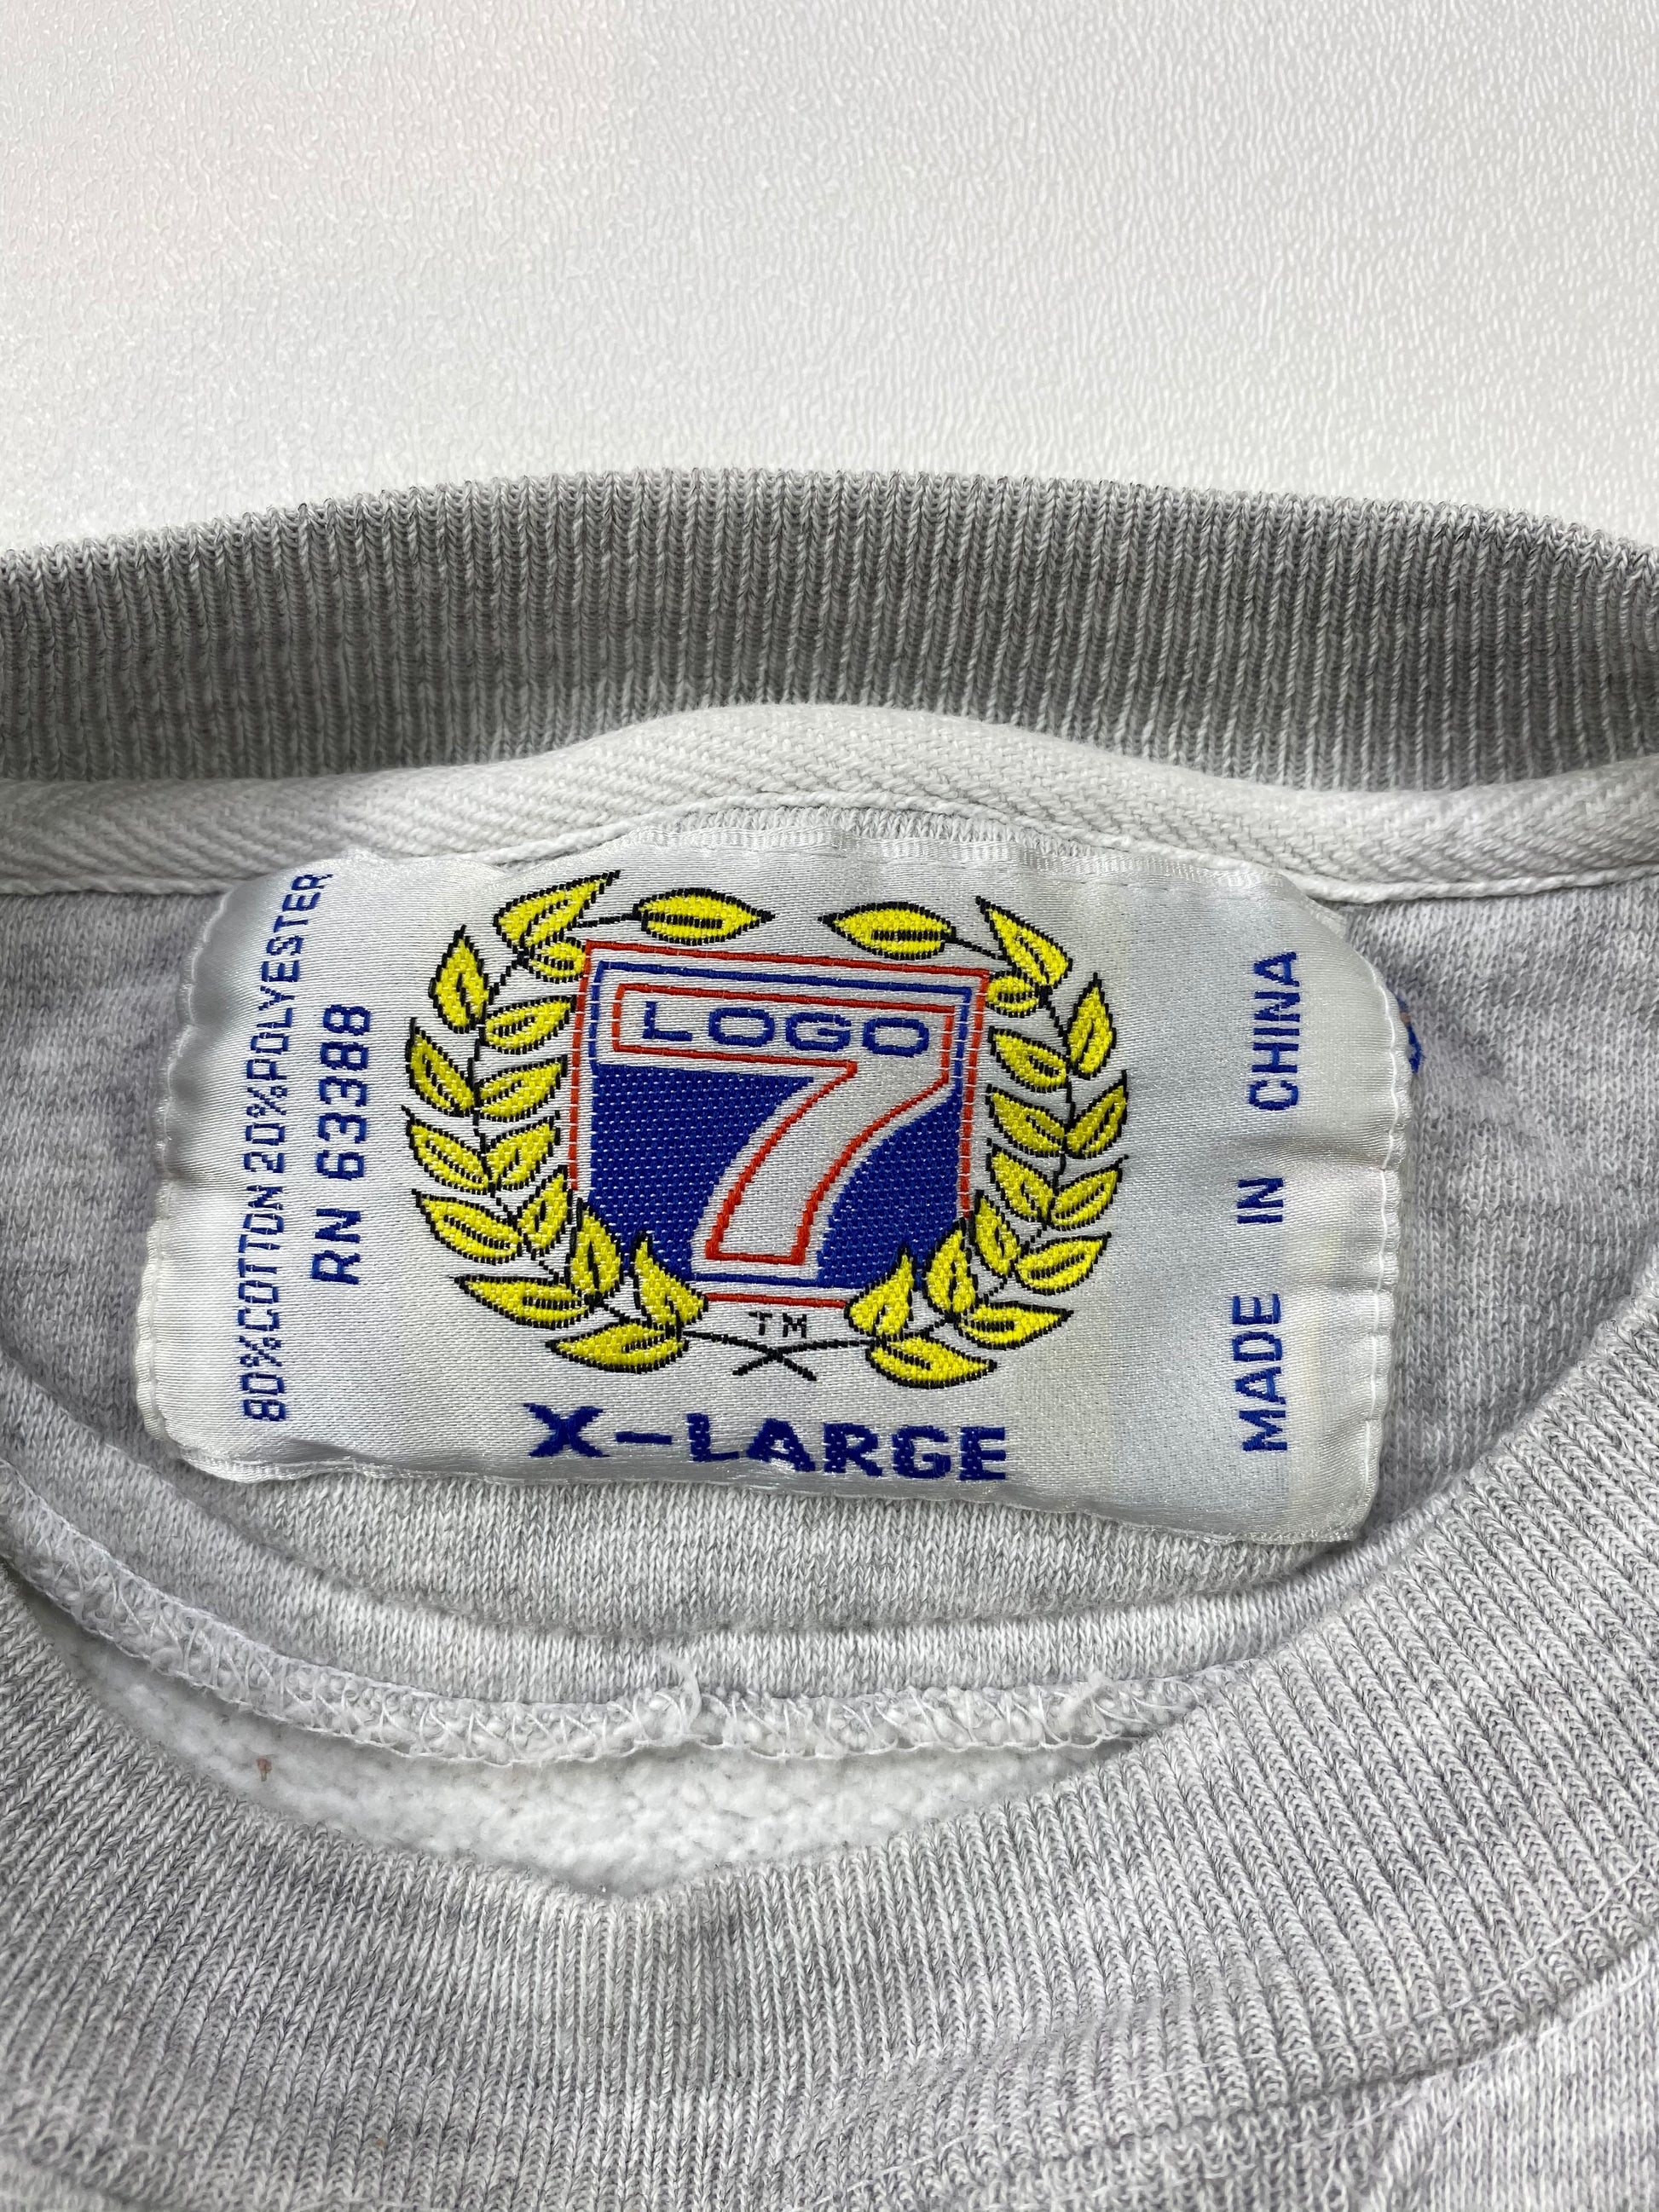 80%COTTON 20%POLYESTER
RN 63388
LOGO
7
TM
X-LARGE
MADE IN CHINA